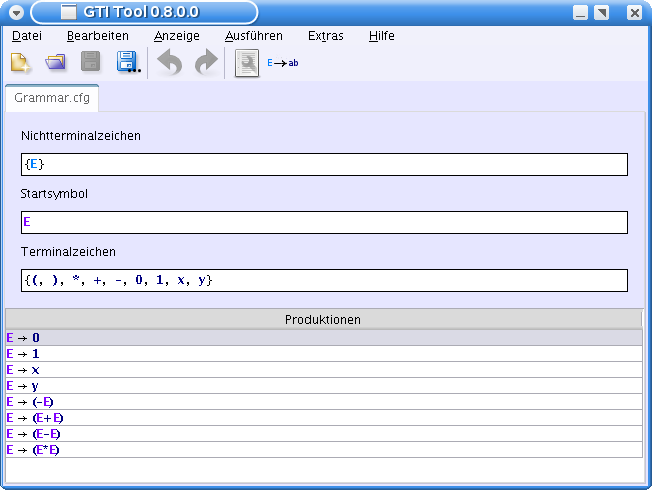 GTI Tool 0.8.0.0
Datei Bearbeiten Anzeige Ausführen Extras Hilfe
E→ab
Grammar.cfg
Nichtterminalzeichen
{E}
Startsymbol
E
Terminalzeichen
{(, ), *, +, -, 0, 1, x, y}
Produktionen
E → 0
E → 1
E → x
E → y
E → (-E)
E → (E+E)
E → (E-E)
E → (E*E)